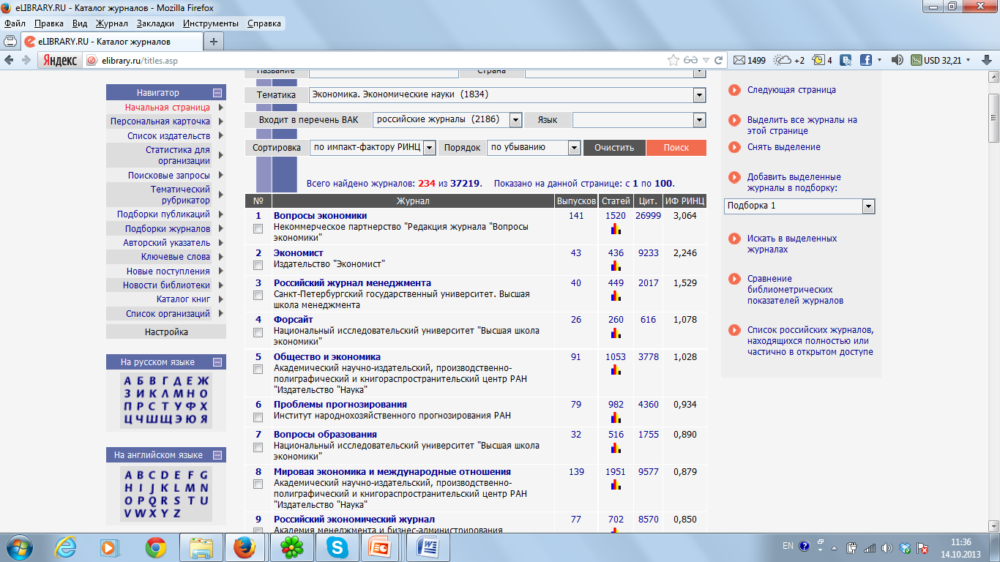 eLIBRARY.RU - Каталог журналов - Mozilla Firefox
Файл Правка Вид Журнал Закладки Инструменты Справка
eLIBRARY.RU - Каталог журналов
Яндекс elibrary.ru/titles.asp 1499 +2 4 USD 32,21
Название Страна
Навигатор
Начальная страница
Персональная карточка
Список издательств
Статистика для
организации
Поисковые запросы
Тематический
рубрикатор
Подборки публикаций
Подборки журналов
Авторский указатель
Ключевые слова
Новые поступления
Новости библиотеки
Каталог книг
Список организаций
Настройка
На русском языке
А Б В Г Д Е Ж
З И К Л М Н О
П Р С Т У Ф Х
Ц Ч Ш Щ Э Ю Я
На английском языке
A B C D E F G
H I J K L M N
O P Q R S T U
V W X Y Z
Тематика Экономика. Экономические науки (1834)
Входит в перечень ВАК российские журналы (2186) Язык
Сортировка по импакт-фактору РИНЦ Порядок по убыванию Очистить Поиск
Всего найдено журналов: 234 из 37219. Показано на данной странице: с 1 по 100.
№ Журнал Выпусков Статей Цит. ИФ РИНЦ
1 Вопросы экономики 141 1520 26999 3,064
Некоммерческое партнерство "Редакция журнала "Вопросы
экономики"
2 Экономист 43 436 9233 2,246
Издательство "Экономист"
3 Российский журнал менеджмента 40 449 2017 1,529
Санкт-Петербургский государственный университет. Высшая
школа менеджмента
4 Форсайт 26 260 616 1,078
Национальный исследовательский университет "Высшая школа
экономики"
5 Общество и экономика 91 1053 3778 1,028
Академический научно-издательский, производственно-
полиграфический и книгораспространительский центр РАН
"Издательство "Наука"
6 Проблемы прогнозирования 79 982 4360 0,934
Институт народнохозяйственного прогнозирования РАН
7 Вопросы образования 32 516 1755 0,890
Национальный исследовательский университет "Высшая школа
экономики"
8 Мировая экономика и международные отношения 139 1951 9577 0,879
Академический научно-издательский, производственно-
полиграфический и книгораспространительский центр РАН
"Издательство "Наука"
9 Российский экономический журнал 77 702 8570 0,850
Академия менеджмента и бизнес-администрирования
Следующая страница
Выделить все журналы на
этой странице
Снять выделение
Добавить выделенные
журналы в подборку:
Подборка 1
Искать в выделенных
журналах
Сравнение
библиометрических
показателей журналов
Список российских журналов,
находящихся полностью или
частично в открытом доступе
EN
11:36
14.10.2013